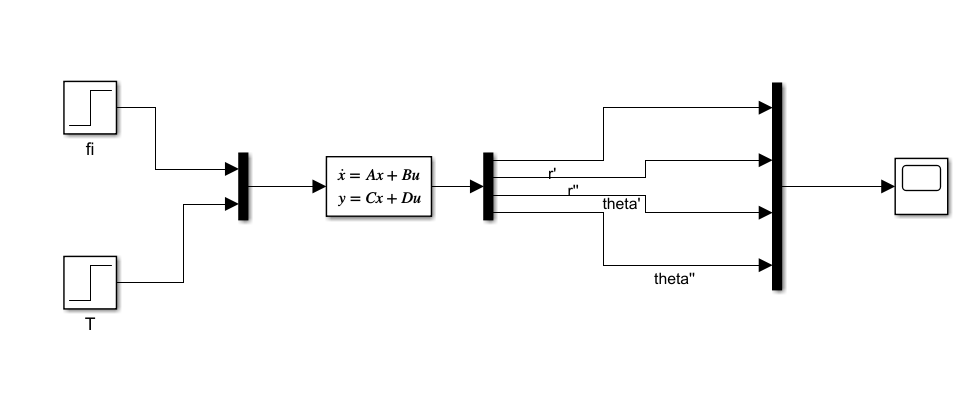 fi
ẋ = Ax + Bu
y = Cx + Du
r'
r''
theta'
theta''
T